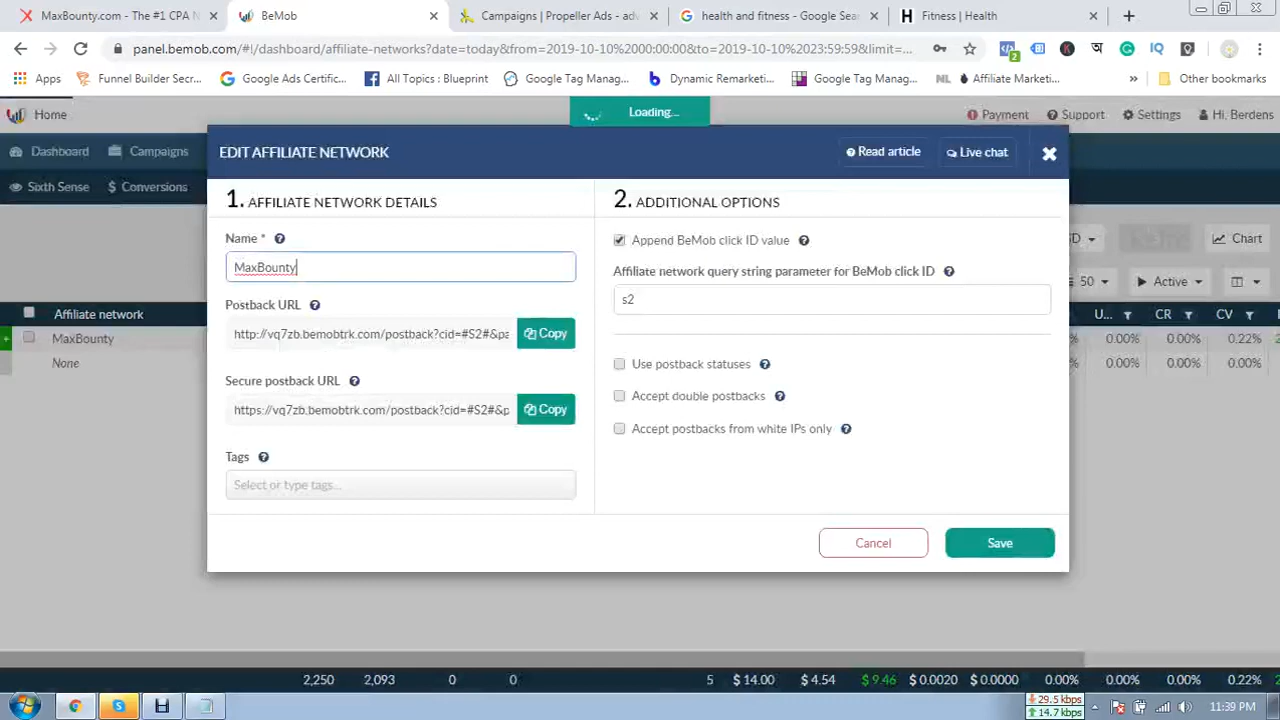 MaxBounty.com - The #1 CPA N
BeMob
Campaigns | Propeller Ads - adv
health and fitness - Google Sear
Fitness | Health
panel.bemob.com/#!/dashboard/affiliate-networks?date=today&from=2019-10-10%2000:00:00&to=2019-10-10%2023:59:59&limit=...
Apps
Funnel Builder Secr...
Google Ads Certific...
All Topics : Blueprint
Google Tag Manag...
Dynamic Remarketi...
Google Tag Manag...
NL
Affiliate Marketi...
»
Other bookmarks
Home
Loading...
Payment
Support
Settings
Hi, Berdens
Dashboard
Campaigns
EDIT AFFILIATE NETWORK
Read article
Live chat
Sixth Sense
Conversions
1. AFFILIATE NETWORK DETAILS
2. ADDITIONAL OPTIONS
Name *
Append BeMob click ID value
Chart
MaxBounty
Affiliate network query string parameter for BeMob click ID
50
Active
Postback URL
s2
Affiliate network
U...
CR
CV
http://vq7zb.bemobtrk.com/postback?cid=#S2#&pa
Copy
MaxBounty
0.00%
0.00%
0.22%
None
Use postback statuses
0.00%
0.00%
0.00%
Secure postback URL
Accept double postbacks
https://vq7zb.bemobtrk.com/postback?cid=#S2#&p
Copy
Accept postbacks from white IPs only
Tags
Select or type tags...
Cancel
Save
2,250
2,093
0
0
5
$ 14.00
$ 4.54
$ 9.46
$ 0.0020
$ 0.0000
0.00%
0.00%
0.22%
29.5 kbps
14.7 kbps
11:39 PM